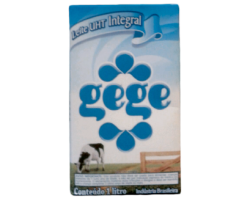 Leite UHT Integral
gege
Conteúdo 1 litro
Indústria Brasileira